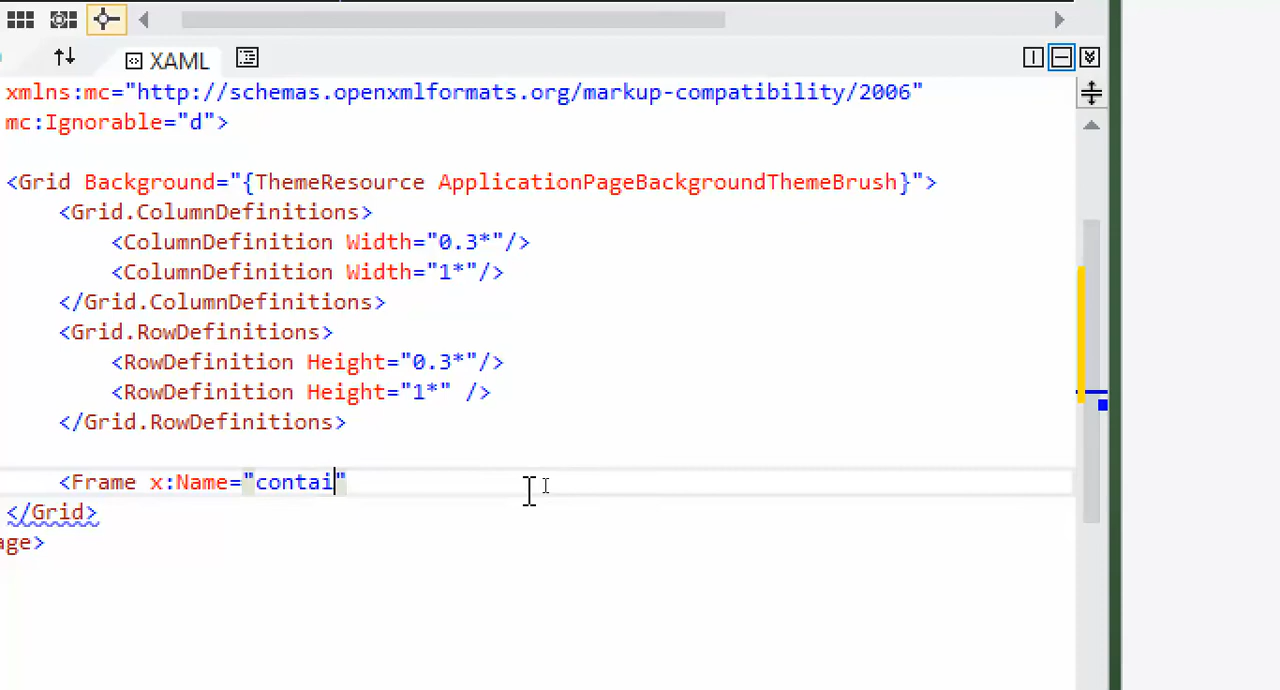 XAML
xmlns:mc="http://schemas.openxmlformats.org/markup-compatibility/2006"
mc:Ignorable="d">
<Grid Background="{ThemeResource ApplicationPageBackgroundThemeBrush}">
<Grid.ColumnDefinitions>
<ColumnDefinition Width="0.3*"/>
<ColumnDefinition Width="1*"/>
</Grid.ColumnDefinitions>
<Grid.RowDefinitions>
<RowDefinition Height="0.3*"/>
<RowDefinition Height="1*" />
</Grid.RowDefinitions>
<Frame x:Name="contai"
</Grid>
age>